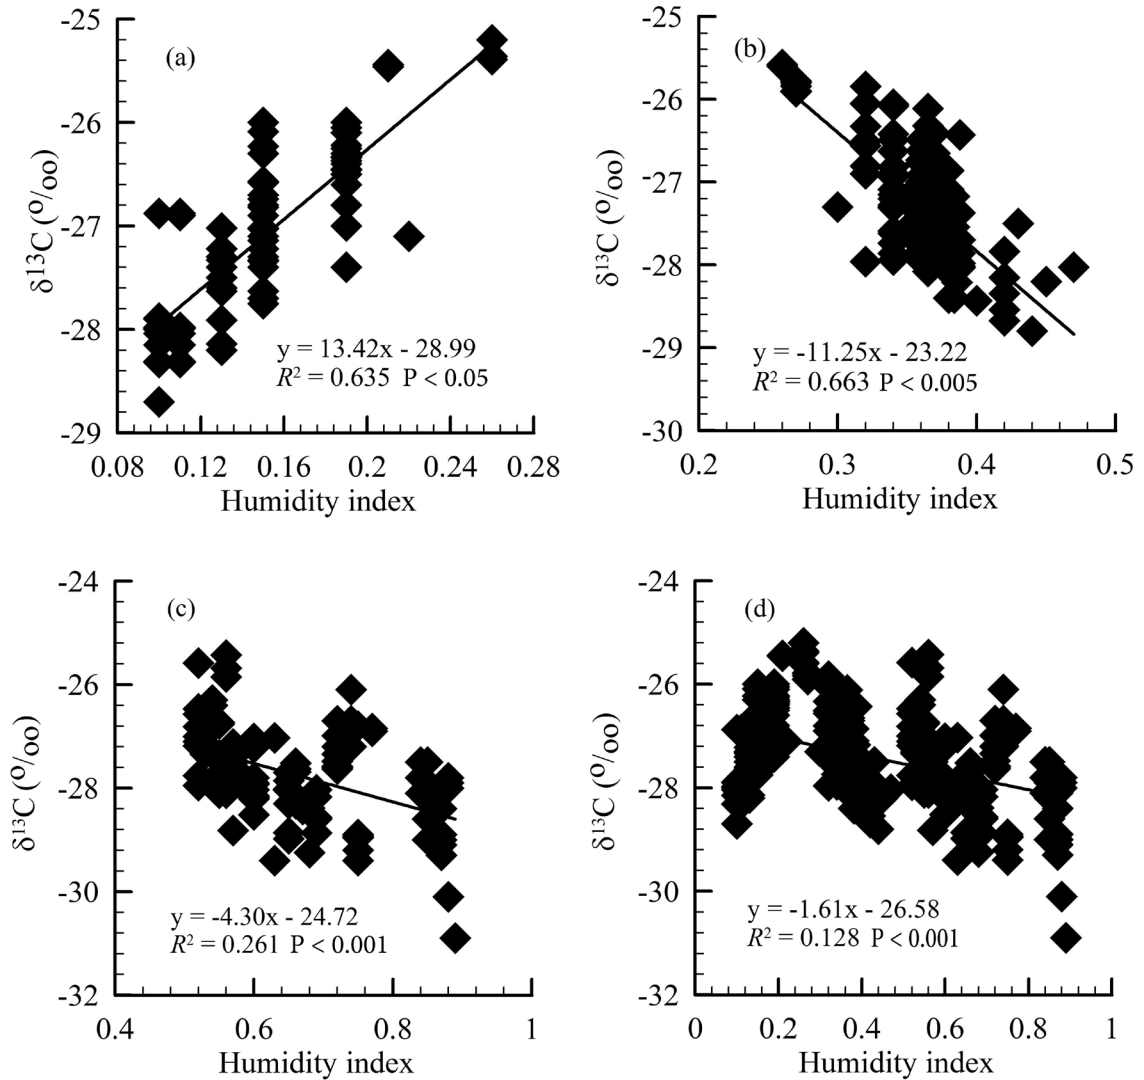 (a)
-25
-26
-27
-28
-29
δ¹³C (o/oo)
y = 13.42x - 28.99
R² = 0.635 P < 0.05
0.08 0.12 0.16 0.2 0.24 0.28
Humidity index
(b)
-25
-26
-27
-28
-29
-30
δ¹³C (o/oo)
y = -11.25x - 23.22
R² = 0.663 P < 0.005
0.2 0.3 0.4 0.5
Humidity index
(c)
-24
-26
-28
-30
-32
δ¹³C (o/oo)
y = -4.30x - 24.72
R² = 0.261 P < 0.001
0.4 0.6 0.8 1
Humidity index
(d)
-24
-26
-28
-30
-32
δ¹³C (o/oo)
y = -1.61x - 26.58
R² = 0.128 P < 0.001
0 0.2 0.4 0.6 0.8 1
Humidity index